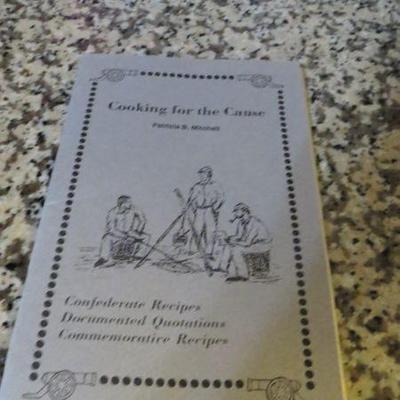 Cooking for the Cause
Patricia B. Mitchell
Confederate Recipes
Documented Quotations
Commemorative Recipes